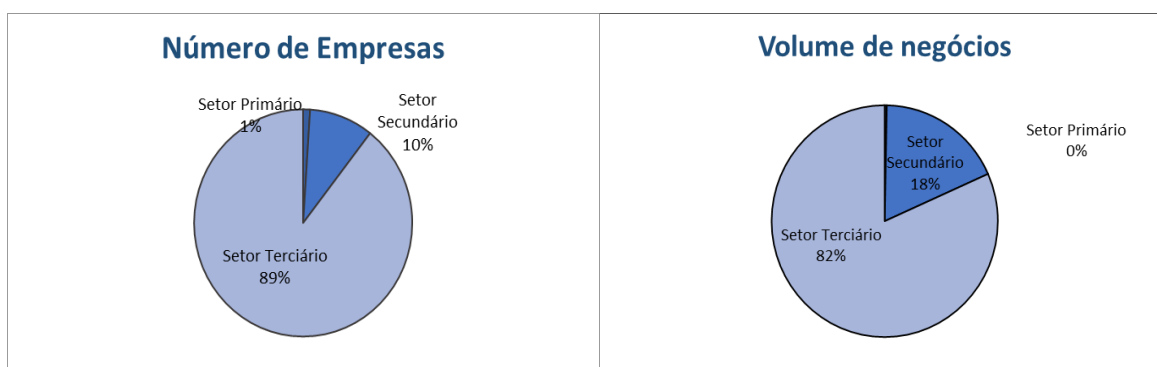 Número de Empresas
Setor Primário
1%
Setor
Secundário
10%
Setor Terciário
89%
Volume de negócios
Setor Primário
0%
Setor
Secundário
18%
Setor Terciário
82%